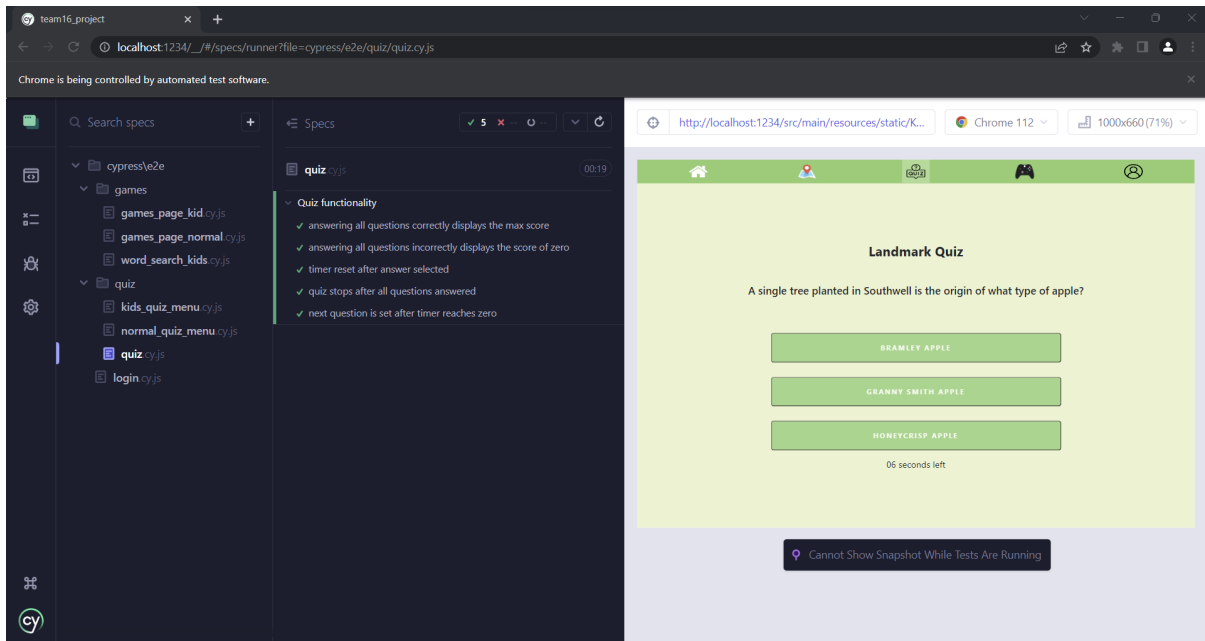 team16_project
localhost:1234/__/#/specs/runner?file=cypress/e2e/quiz/quiz.cy.js
Chrome is being controlled by automated test software.
Search specs
cypress\e2e
games
games_page_kid.cy.js
games_page_normal.cy.js
word_search_kids.cy.js
quiz
kids_quiz_menu.cy.js
normal_quiz_menu.cy.js
quiz.cy.js
login.cy.js
cy
Specs
5 -- --
quiz.cy.js 00:19
Quiz functionality
answering all questions correctly displays the max score
answering all questions incorrectly displays the score of zero
timer reset after answer selected
quiz stops after all questions answered
next question is set after timer reaches zero
http://localhost:1234/src/main/resources/static/K...
Chrome 112
1000x660 (71%)
QUIZ
Landmark Quiz
A single tree planted in Southwell is the origin of what type of apple?
BRAMLEY APPLE
GRANNY SMITH APPLE
HONEYCRISP APPLE
06 seconds left
Cannot Show Snapshot While Tests Are Running